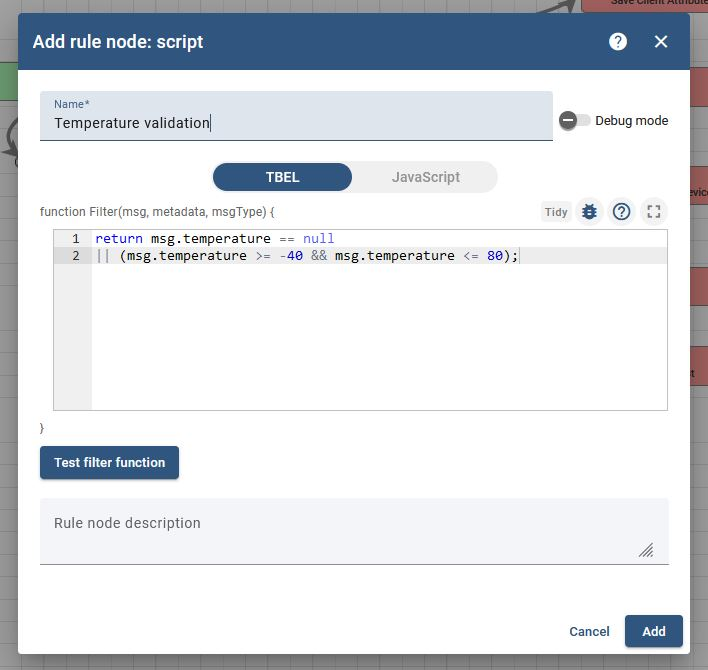 Save Client Attribute
Add rule node: script
Name*
Temperature validation
Debug mode
TBEL
JavaScript
function Filter(msg, metadata, msgType) {
Tidy
1 return msg.temperature == null
2 || (msg.temperature >= -40 && msg.temperature <= 80);
}
Test filter function
Rule node description
Cancel
Add